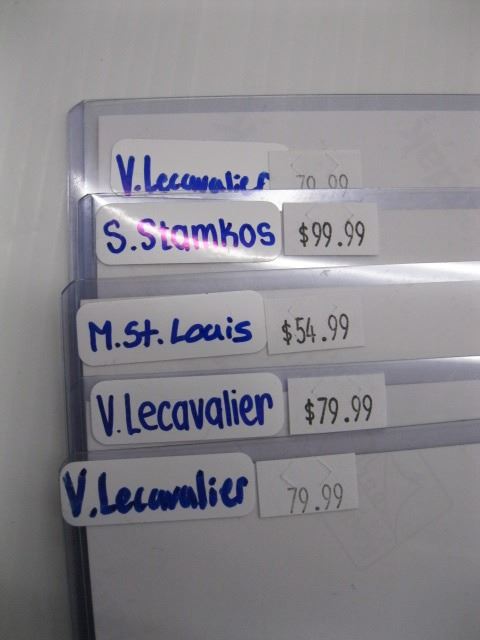 V. Lecavalier 79.99
S. Stamkos $99.99
M. St. Louis $54.99
V. Lecavalier $79.99
V. Lecavalier 79.99